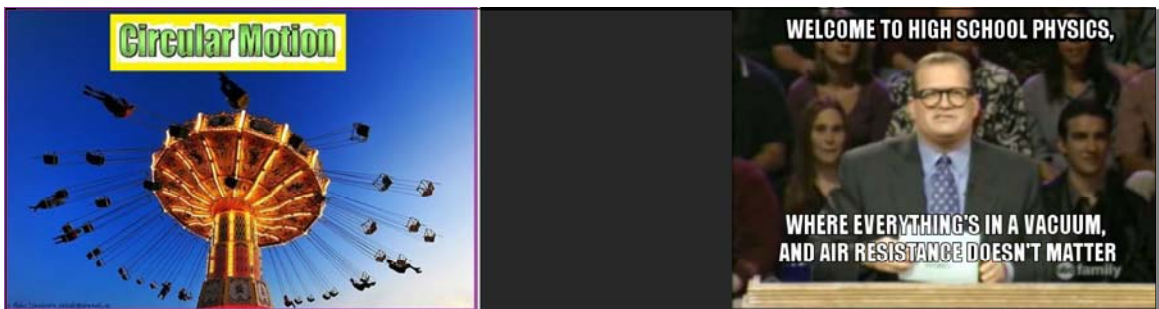 Circular Motion
WELCOME TO HIGH SCHOOL PHYSICS,
WHERE EVERYTHING'S IN A VACUUM,
AND AIR RESISTANCE DOESN'T MATTER
abc family